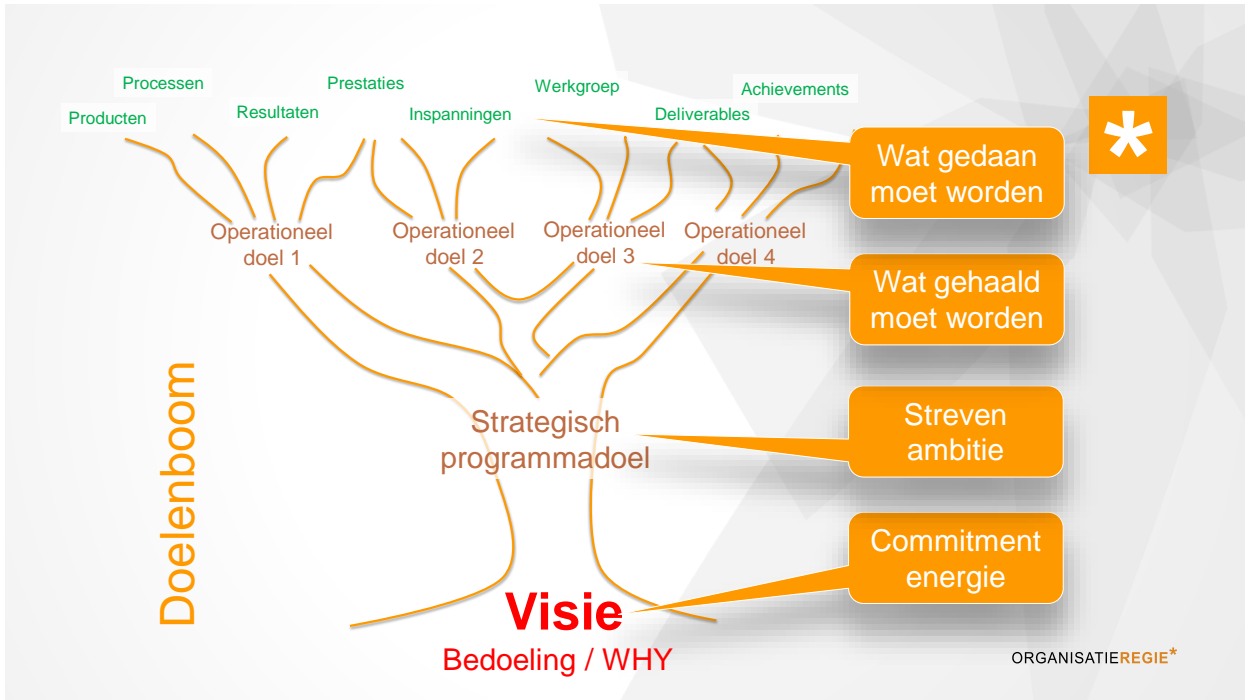 Processen
Prestaties
Werkgroep
Achievements
Producten
Resultaten
Inspanningen
Deliverables
*
Wat gedaan
moet worden
Operationeel
doel 1
Operationeel
doel 2
Operationeel
doel 3
Operationeel
doel 4
Wat gehaald
moet worden
Doelenboom
Strategisch
programmadoel
Streven
ambitie
Commitment
energie
Visie
Bedoeling / WHY
ORGANISATIEREGIE*